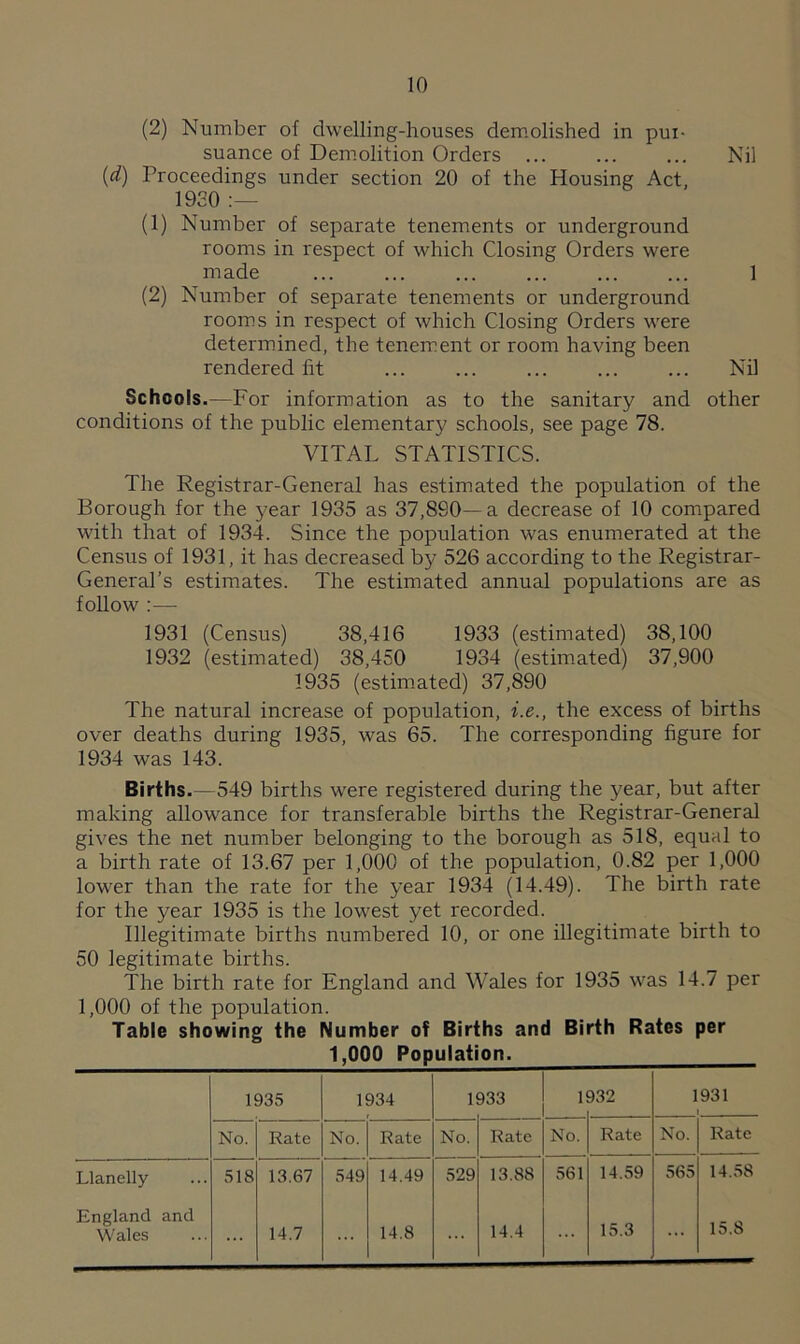 10
(2) Number of dwelling-houses demolished in pur-
suance of Demolition Orders ... ... ... Nil
(d) Proceedings under section 20 of the Housing Act,
1930 :—
(1) Number of separate tenements or underground
rooms in respect of which Closing Orders were
made ... ... ... ... ... ... 1
(2) Number of separate tenements or underground
rooms in respect of which Closing Orders were
determined, the tenement or room having been
rendered fit ... ... ... ... ... Nil
Schools.—For information as to the sanitary and other
conditions of the public elementary schools, see page 78.
VITAL STATISTICS.
The Registrar-General has estimated the population of the
Borough for the year 1935 as 37,890—a decrease of 10 compared
with that of 1934. Since the population was enumerated at the
Census of 1931, it has decreased by 526 according to the Registrar-
General's estimates. The estimated annual populations are as
follow :—
1931 (Census) 38,416 1933 (estimated) 38,100
1932 (estimated) 38,450 1934 (estimated) 37,900
1935 (estimated) 37,890
The natural increase of population, i.e., the excess of births
over deaths during 1935, was 65. The corresponding figure for
1934 was 143.
Births.—549 births were registered during the year, but after
making allowance for transferable births the Registrar-General
gives the net number belonging to the borough as 518, equal to
a birth rate of 13.67 per 1,000 of the population, 0.82 per 1,000
lower than the rate for the year 1934 (14.49). The birth rate
for the year 1935 is the lowest yet recorded.
Illegitimate births numbered 10, or one illegitimate birth to
50 legitimate births.
The birth rate for England and Wales for 1935 was 14.7 per
1,000 of the population.
Table showing the Number of Births and Birth Rates per
1,000 Population.
1935 1934 1933 1932 1931
No. Rate No. Rate No. Rate No. Rate No. Rate
Llanelly ... 518 13.67 549 14.49 529 13.88 561 14.59 565 14.58
England and
Wales ... ... 14.7 ... 14.8 ... 14.4 ... 15.3 ... 15.8